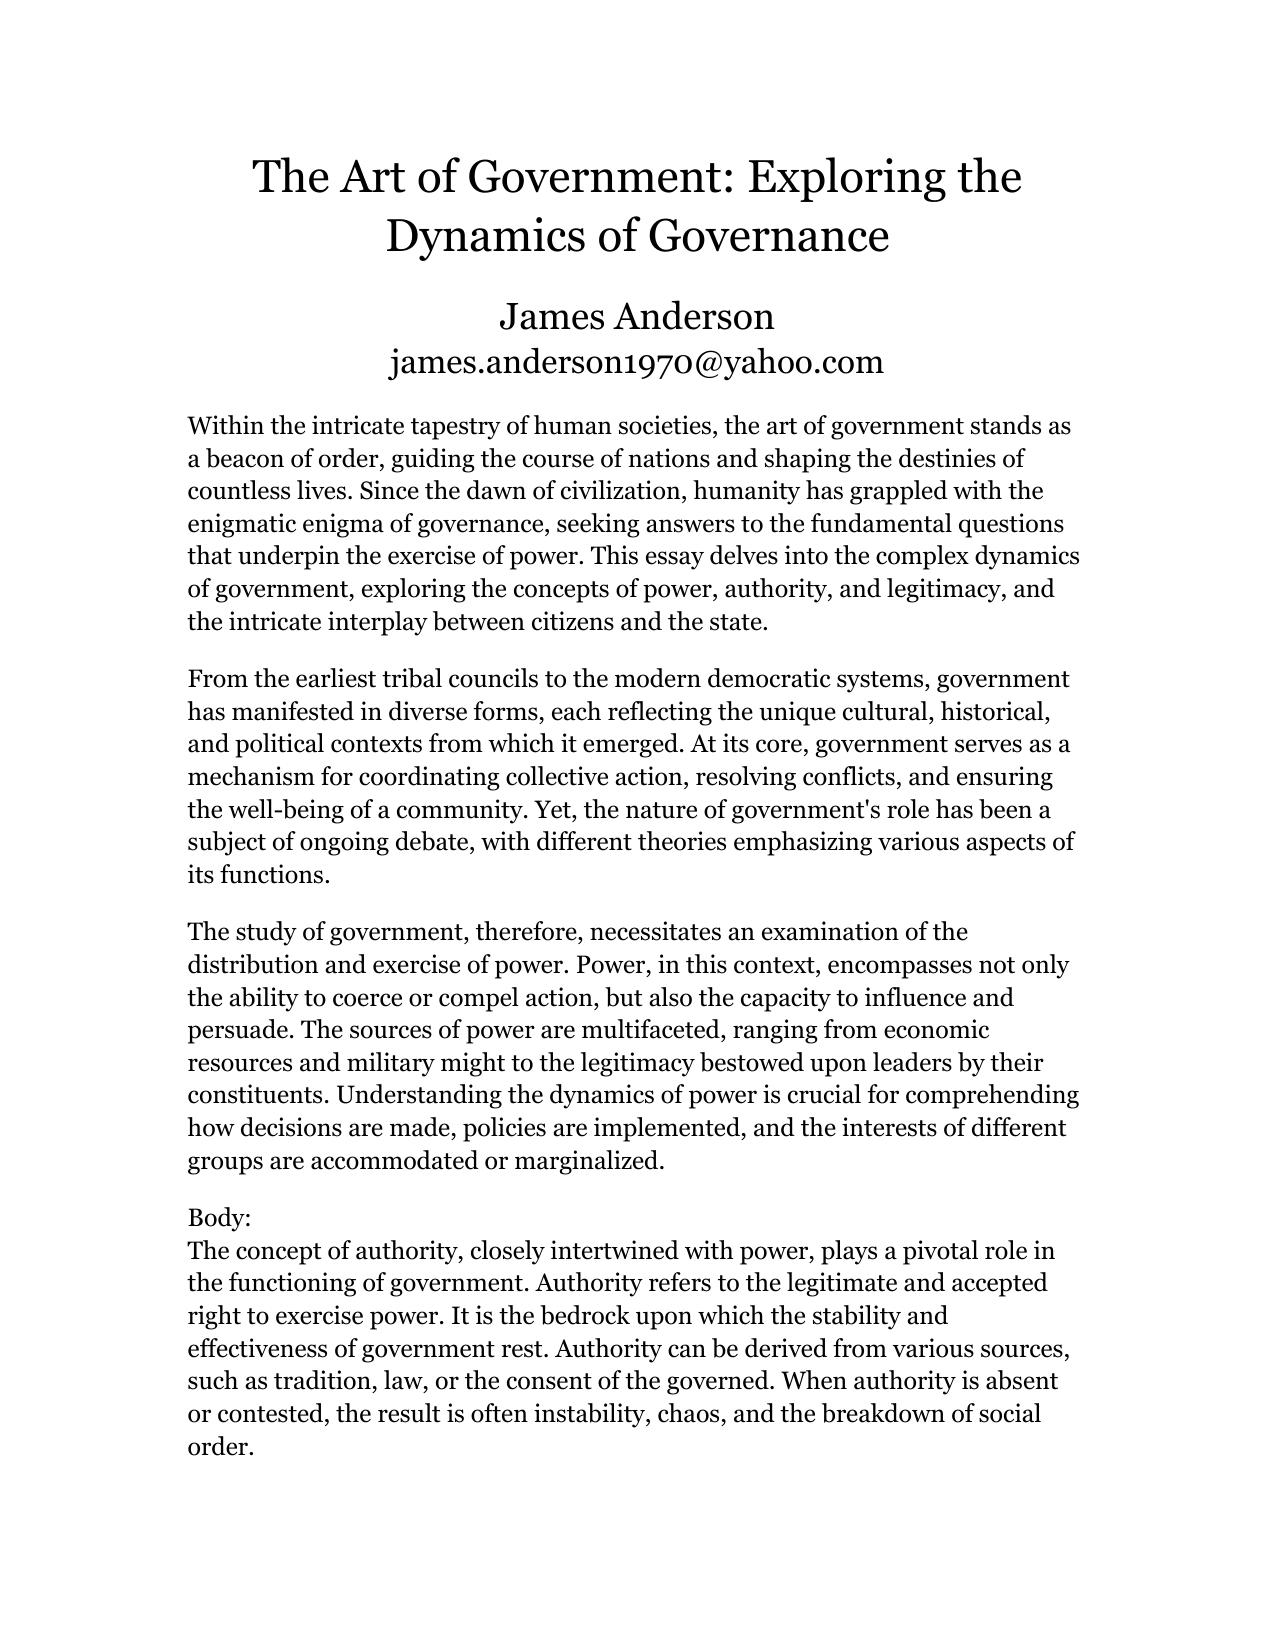 The Art of Government: Exploring the
Dynamics of Governance
James Anderson
james.anderson1970@yahoo.com
Within the intricate tapestry of human societies, the art of government stands as
a beacon of order, guiding the course of nations and shaping the destinies of
countless lives. Since the dawn of civilization, humanity has grappled with the
enigmatic enigma of governance, seeking answers to the fundamental questions
that underpin the exercise of power. This essay delves into the complex dynamics
of government, exploring the concepts of power, authority, and legitimacy, and
the intricate interplay between citizens and the state.
From the earliest tribal councils to the modern democratic systems, government
has manifested in diverse forms, each reflecting the unique cultural, historical,
and political contexts from which it emerged. At its core, government serves as a
mechanism for coordinating collective action, resolving conflicts, and ensuring
the well-being of a community. Yet, the nature of government's role has been a
subject of ongoing debate, with different theories emphasizing various aspects of
its functions.
The study of government, therefore, necessitates an examination of the
distribution and exercise of power. Power, in this context, encompasses not only
the ability to coerce or compel action, but also the capacity to influence and
persuade. The sources of power are multifaceted, ranging from economic
resources and military might to the legitimacy bestowed upon leaders by their
constituents. Understanding the dynamics of power is crucial for comprehending
how decisions are made, policies are implemented, and the interests of different
groups are accommodated or marginalized.
Body:
The concept of authority, closely intertwined with power, plays a pivotal role in
the functioning of government. Authority refers to the legitimate and accepted
right to exercise power. It is the bedrock upon which the stability and
effectiveness of government rest. Authority can be derived from various sources,
such as tradition, law, or the consent of the governed. When authority is absent
or contested, the result is often instability, chaos, and the breakdown of social
order.